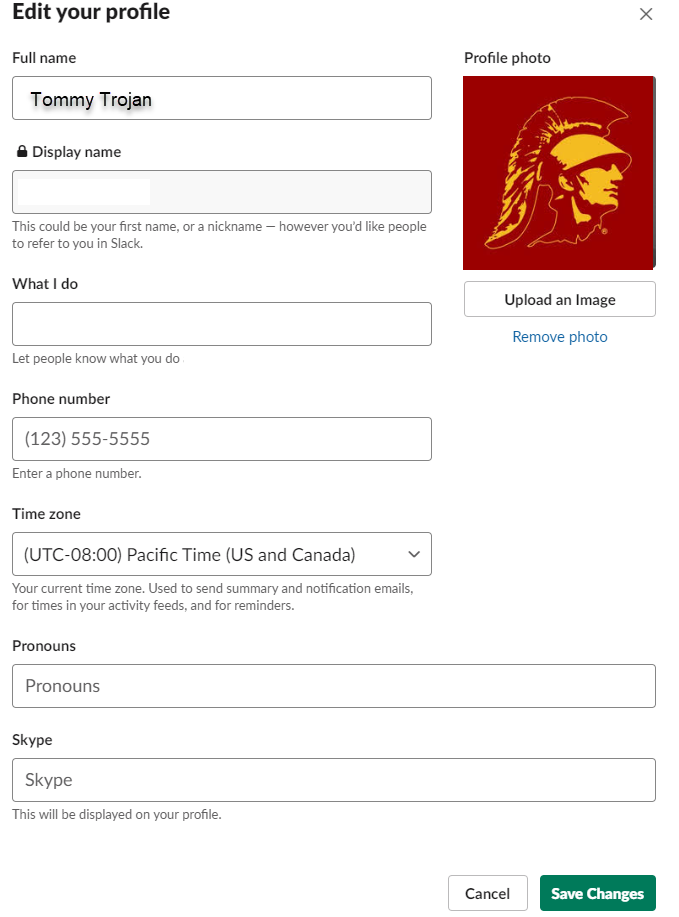 Edit your profile
Full name
Profile photo
Tommy Trojan
Display name
This could be your first name, or a nickname — however you'd like people
to refer to you in Slack.
What I do
Upload an Image
Remove photo
Let people know what you do
Phone number
(123) 555-5555
Enter a phone number.
Time zone
(UTC-08:00) Pacific Time (US and Canada)
Your current time zone. Used to send summary and notification emails,
for times in your activity feeds, and for reminders.
Pronouns
Pronouns
Skype
Skype
This will be displayed on your profile.
Cancel
Save Changes